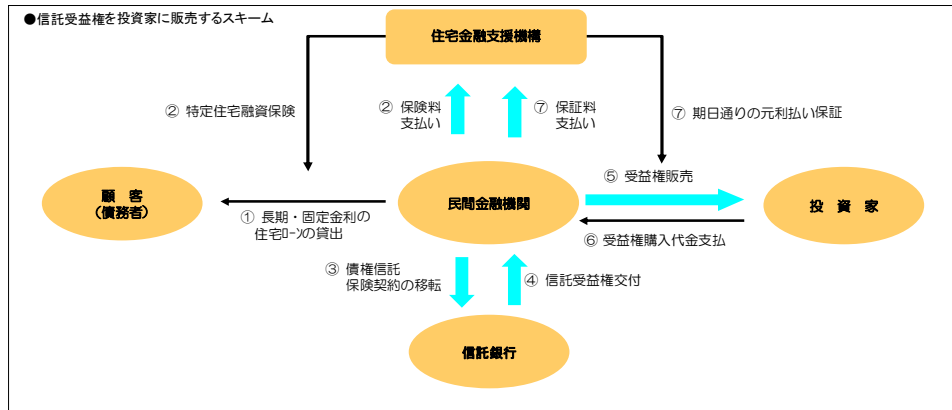 ●信託受益権を投資家に販売するスキーム
住宅金融支援機構
② 特定住宅融資保険
② 保険料
支払い
⑦ 保証料
支払い
⑦ 期日通りの元利払い保証
顧　客
（債務者）
民間金融機関
⑤ 受益権販売
投　資　家
① 長期・固定金利の
住宅ﾛｰﾝの貸出
⑥ 受益権購入代金支払
③ 債権信託
保険契約の移転
④ 信託受益権交付
信託銀行